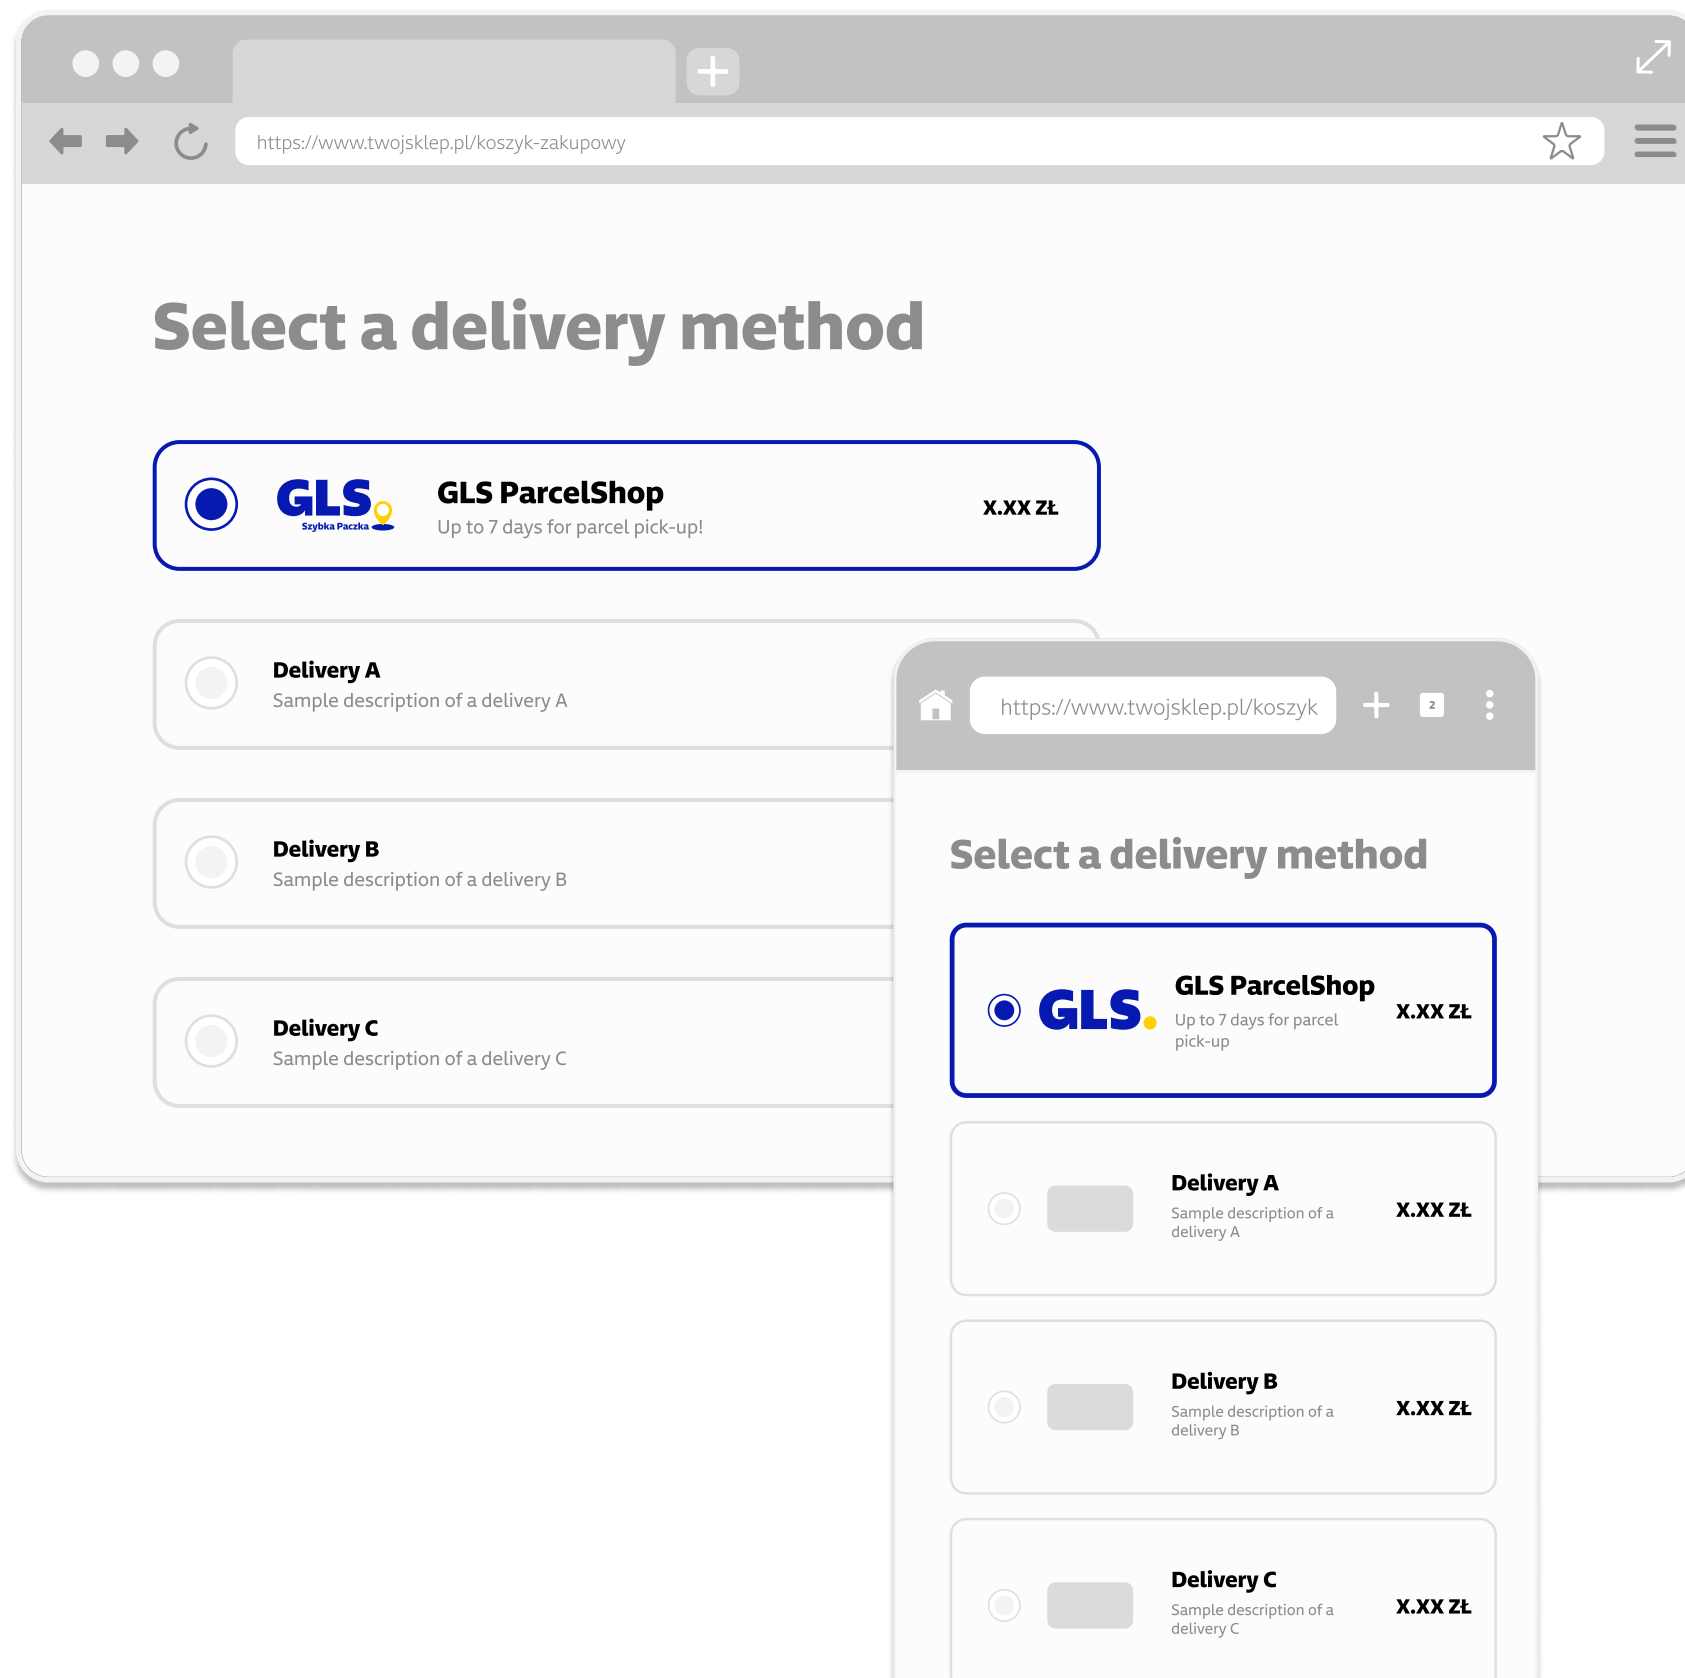 https://www.twojsklep.pl/koszyk-zakupowy
Select a delivery method
GLS
Szybka Paczka
GLS ParcelShop
Up to 7 days for parcel pick-up!
X.XX ZŁ
Delivery A
Sample description of a delivery A
Delivery B
Sample description of a delivery B
Delivery C
Sample description of a delivery C
https://www.twojsklep.pl/koszyk
2
Select a delivery method
GLS.
GLS ParcelShop
Up to 7 days for parcel
pick-up
X.XX ZŁ
Delivery A
Sample description of a
delivery A
X.XX ZŁ
Delivery B
Sample description of a
delivery B
X.XX ZŁ
Delivery C
Sample description of a
delivery C
X.XX ZŁ